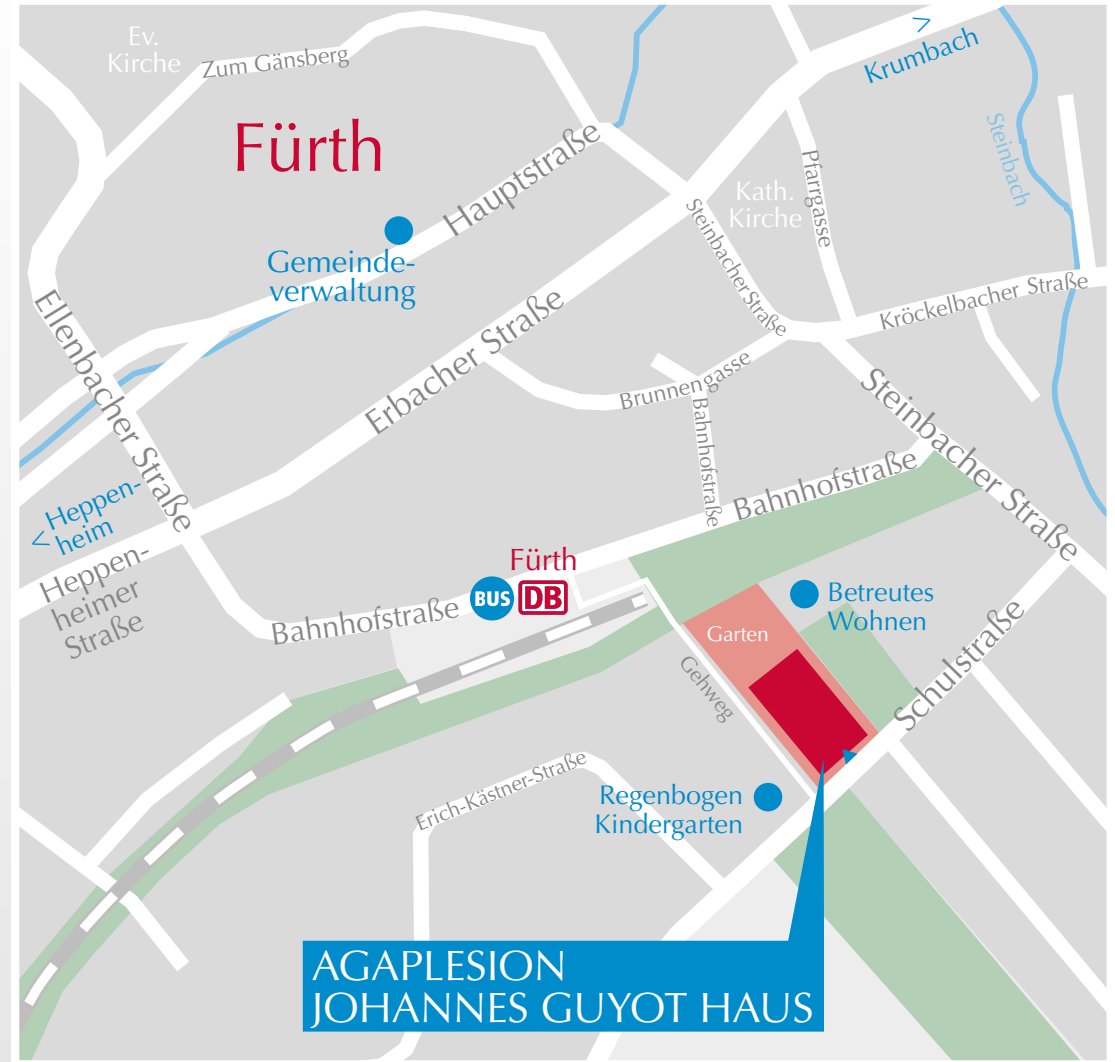 Ev.
Kirche
Zum Gänsberg
Krumbach
Fürth
Hauptstraße
Steinbach
Pfarrgasse
Kath.
Kirche
Steinbacher Straße
Gemeinde-
verwaltung
Kröckelbacher Straße
Ellenbacher Straße
Erbacher Straße
Brunnengasse
Bahnhofstraße
Steinbacher Straße
Bahnhofstraße
Heppen-
heim
Heppen-
heimer
Straße
Fürth
BUS
DB
Bahnhofstraße
Betreutes
Wohnen
Garten
Gehweg
Schulstraße
Erich-Kästner-Straße
Regenbogen
Kindergarten
AGAPLESION
JOHANNES GUYOT HAUS